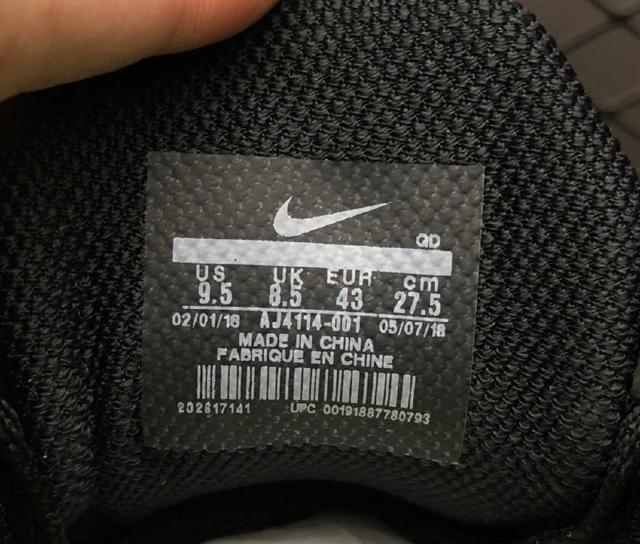 QD
US UK EUR cm
9.5 8.5 43 27.5
02/01/18 AJ4114-001 05/07/18
MADE IN CHINA
FABRIQUE EN CHINE
202817141 UPC 00191887780793